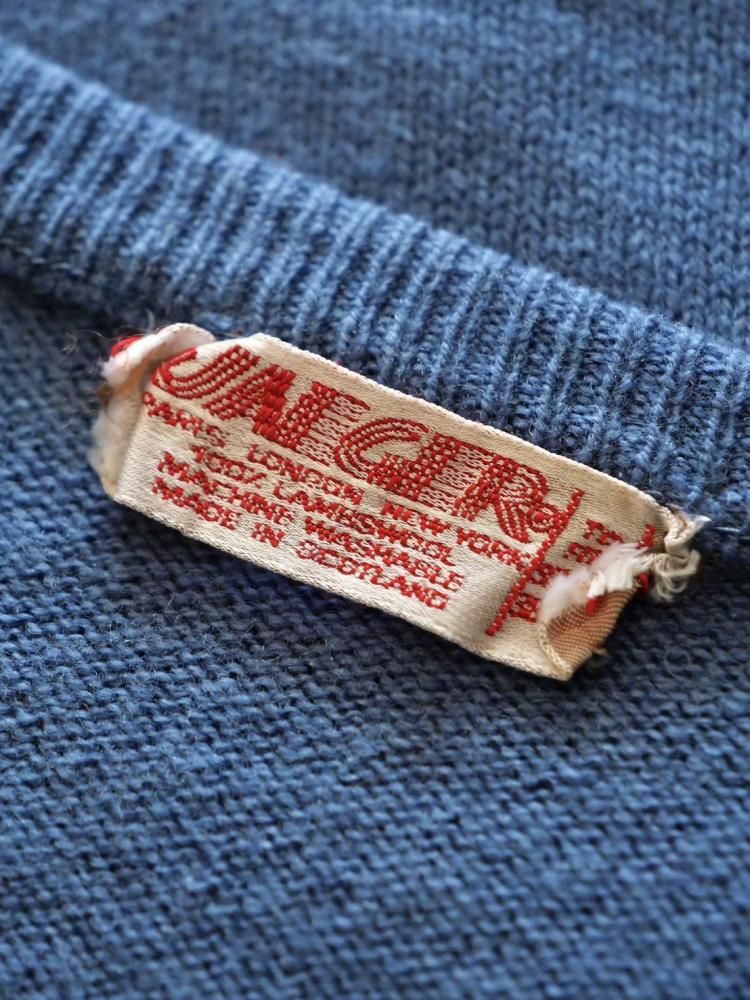 JAEGER
PARIS LONDON NEW YORK
100% LAMBSWOOL
MACHINE WASHABLE
MADE IN SCOTLAND